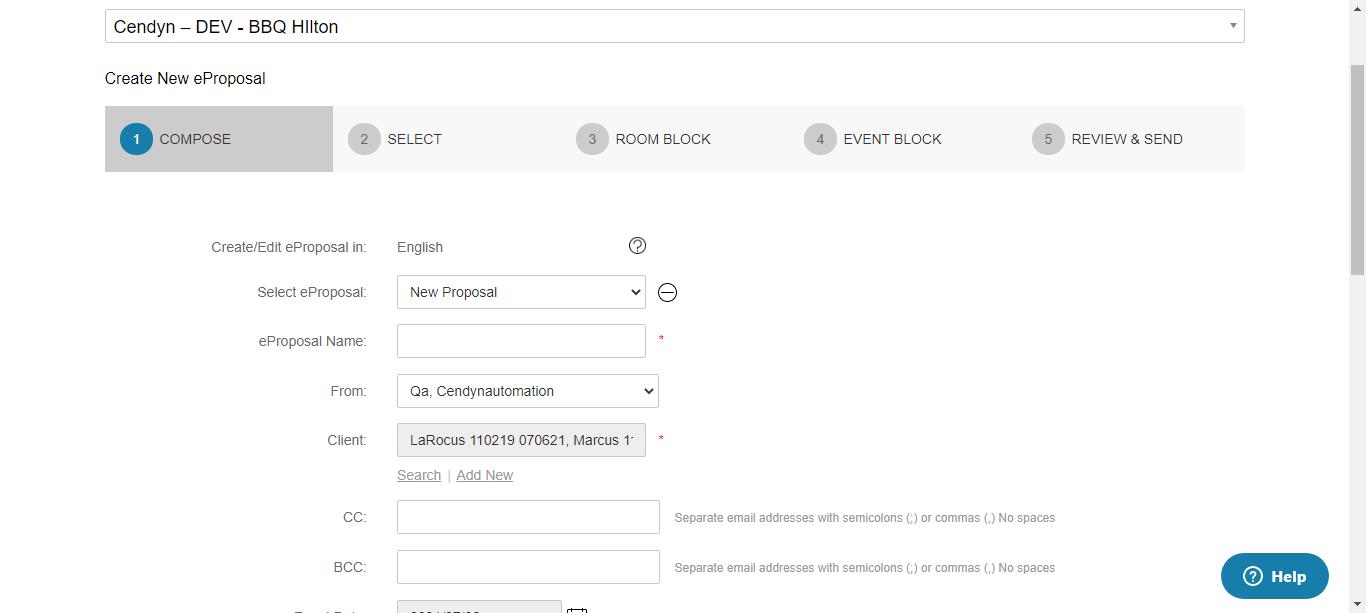 Cendyn – DEV - BBQ HIlton
Create New eProposal
1 COMPOSE 2 SELECT 3 ROOM BLOCK 4 EVENT BLOCK 5 REVIEW & SEND
Create/Edit eProposal in: English ?
Select eProposal: New Proposal
eProposal Name: *
From: Qa, Cendynautomation
Client: LaRocus 110219 070621, Marcus 1 *
Search | Add New
CC: Separate email addresses with semicolons (;) or commas (,) No spaces
BCC: Separate email addresses with semicolons (;) or commas (,) No spaces
? Help